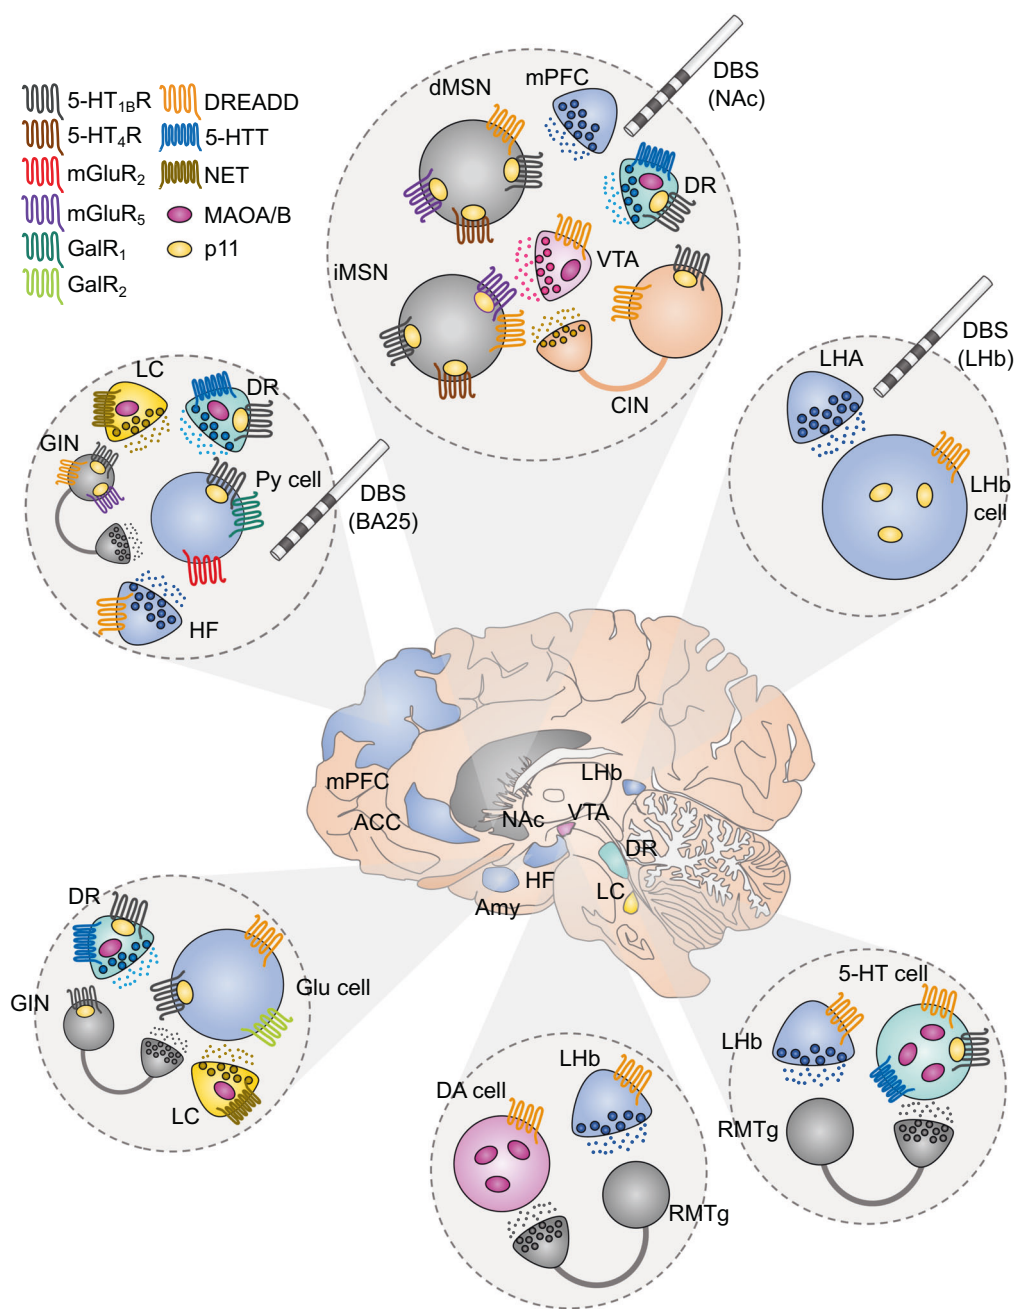 5-HT1BR
DREADD
5-HT4R
5-HTT
mGluR2
NET
mGluR5
MAOA/B
GalR1
p11
GalR2
dMSN
mPFC
DBS
(NAc)
DR
iMSN
VTA
CIN
LHA
DBS
(LHb)
LHb
cell
LC
DR
GIN
Py cell
DBS
(BA25)
HF
mPFC
ACC
NAc
LHb
VTA
DR
HF
LC
Amy
DR
GIN
Glu cell
LC
DA cell
LHb
RMTg
5-HT cell
LHb
RMTg